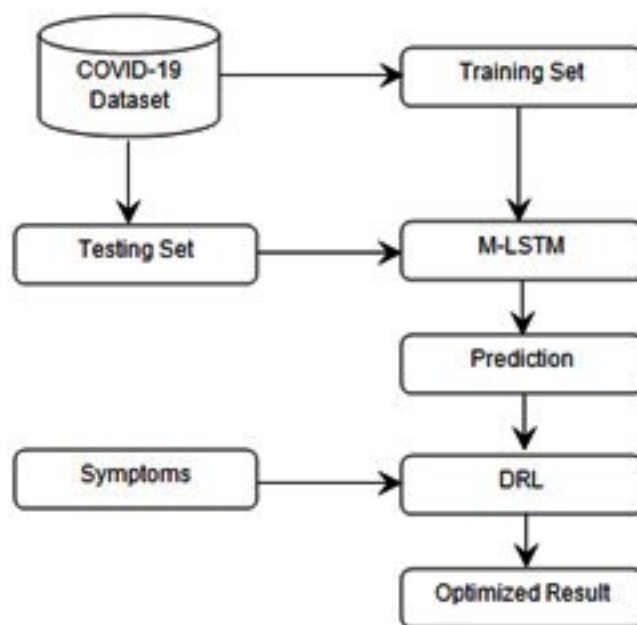 COVID-19
Dataset
Training Set
Testing Set
M-LSTM
Prediction
Symptoms
DRL
Optimized Result